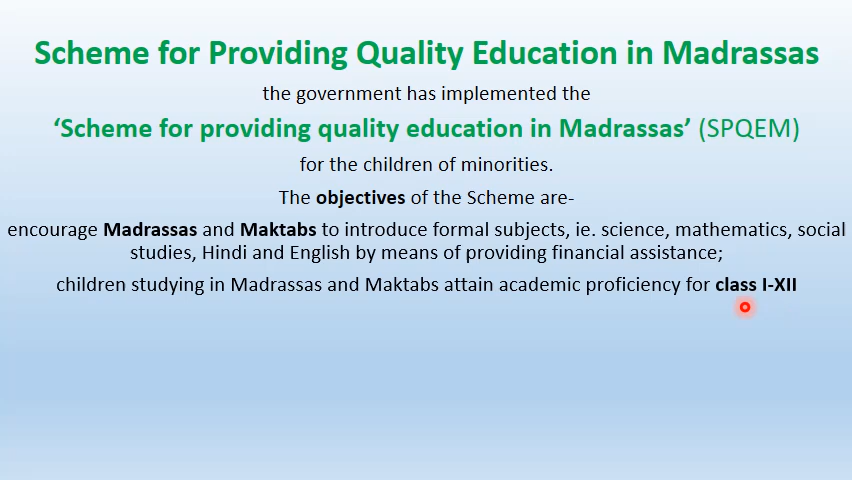 Scheme for Providing Quality Education in Madrassas
the government has implemented the
‘Scheme for providing quality education in Madrassas’ (SPQEM)
for the children of minorities.
The objectives of the Scheme are-
encourage Madrassas and Maktabs to introduce formal subjects, ie. science, mathematics, social
studies, Hindi and English by means of providing financial assistance;
children studying in Madrassas and Maktabs attain academic proficiency for class I-XII